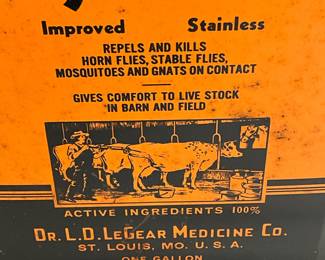 Improved Stainless
REPELS AND KILLS
HORN FLIES, STABLE FLIES,
MOSQUITOES AND GNATS ON CONTACT
GIVES COMFORT TO LIVE STOCK
IN BARN AND FIELD
ACTIVE INGREDIENTS 100%
DR. L.D. LEGEAR MEDICINE CO.
ST. LOUIS, MO. U.S.A.
ONE GALLON